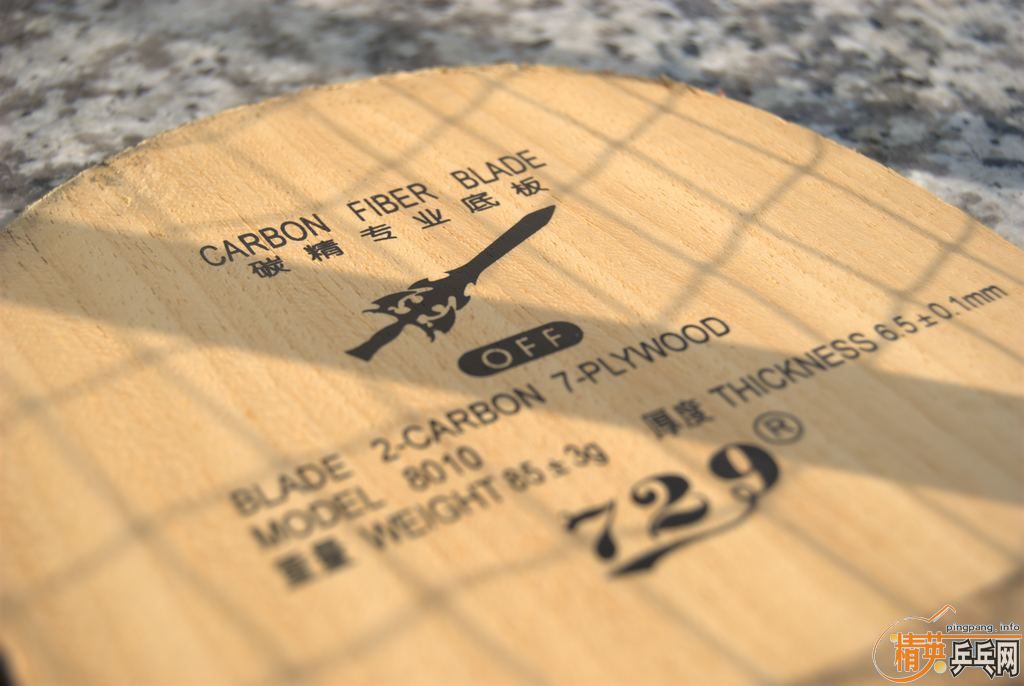 CARBON FIBER BLADE
碳精专业底板
OFF
BLADE 2-CARBON 7-PLYWOOD
MODEL 8010
重量 WEIGHT 85±3g 厚度 THICKNESS 6.5±0.1mm
729®
pingpang.info
精英乒乓网